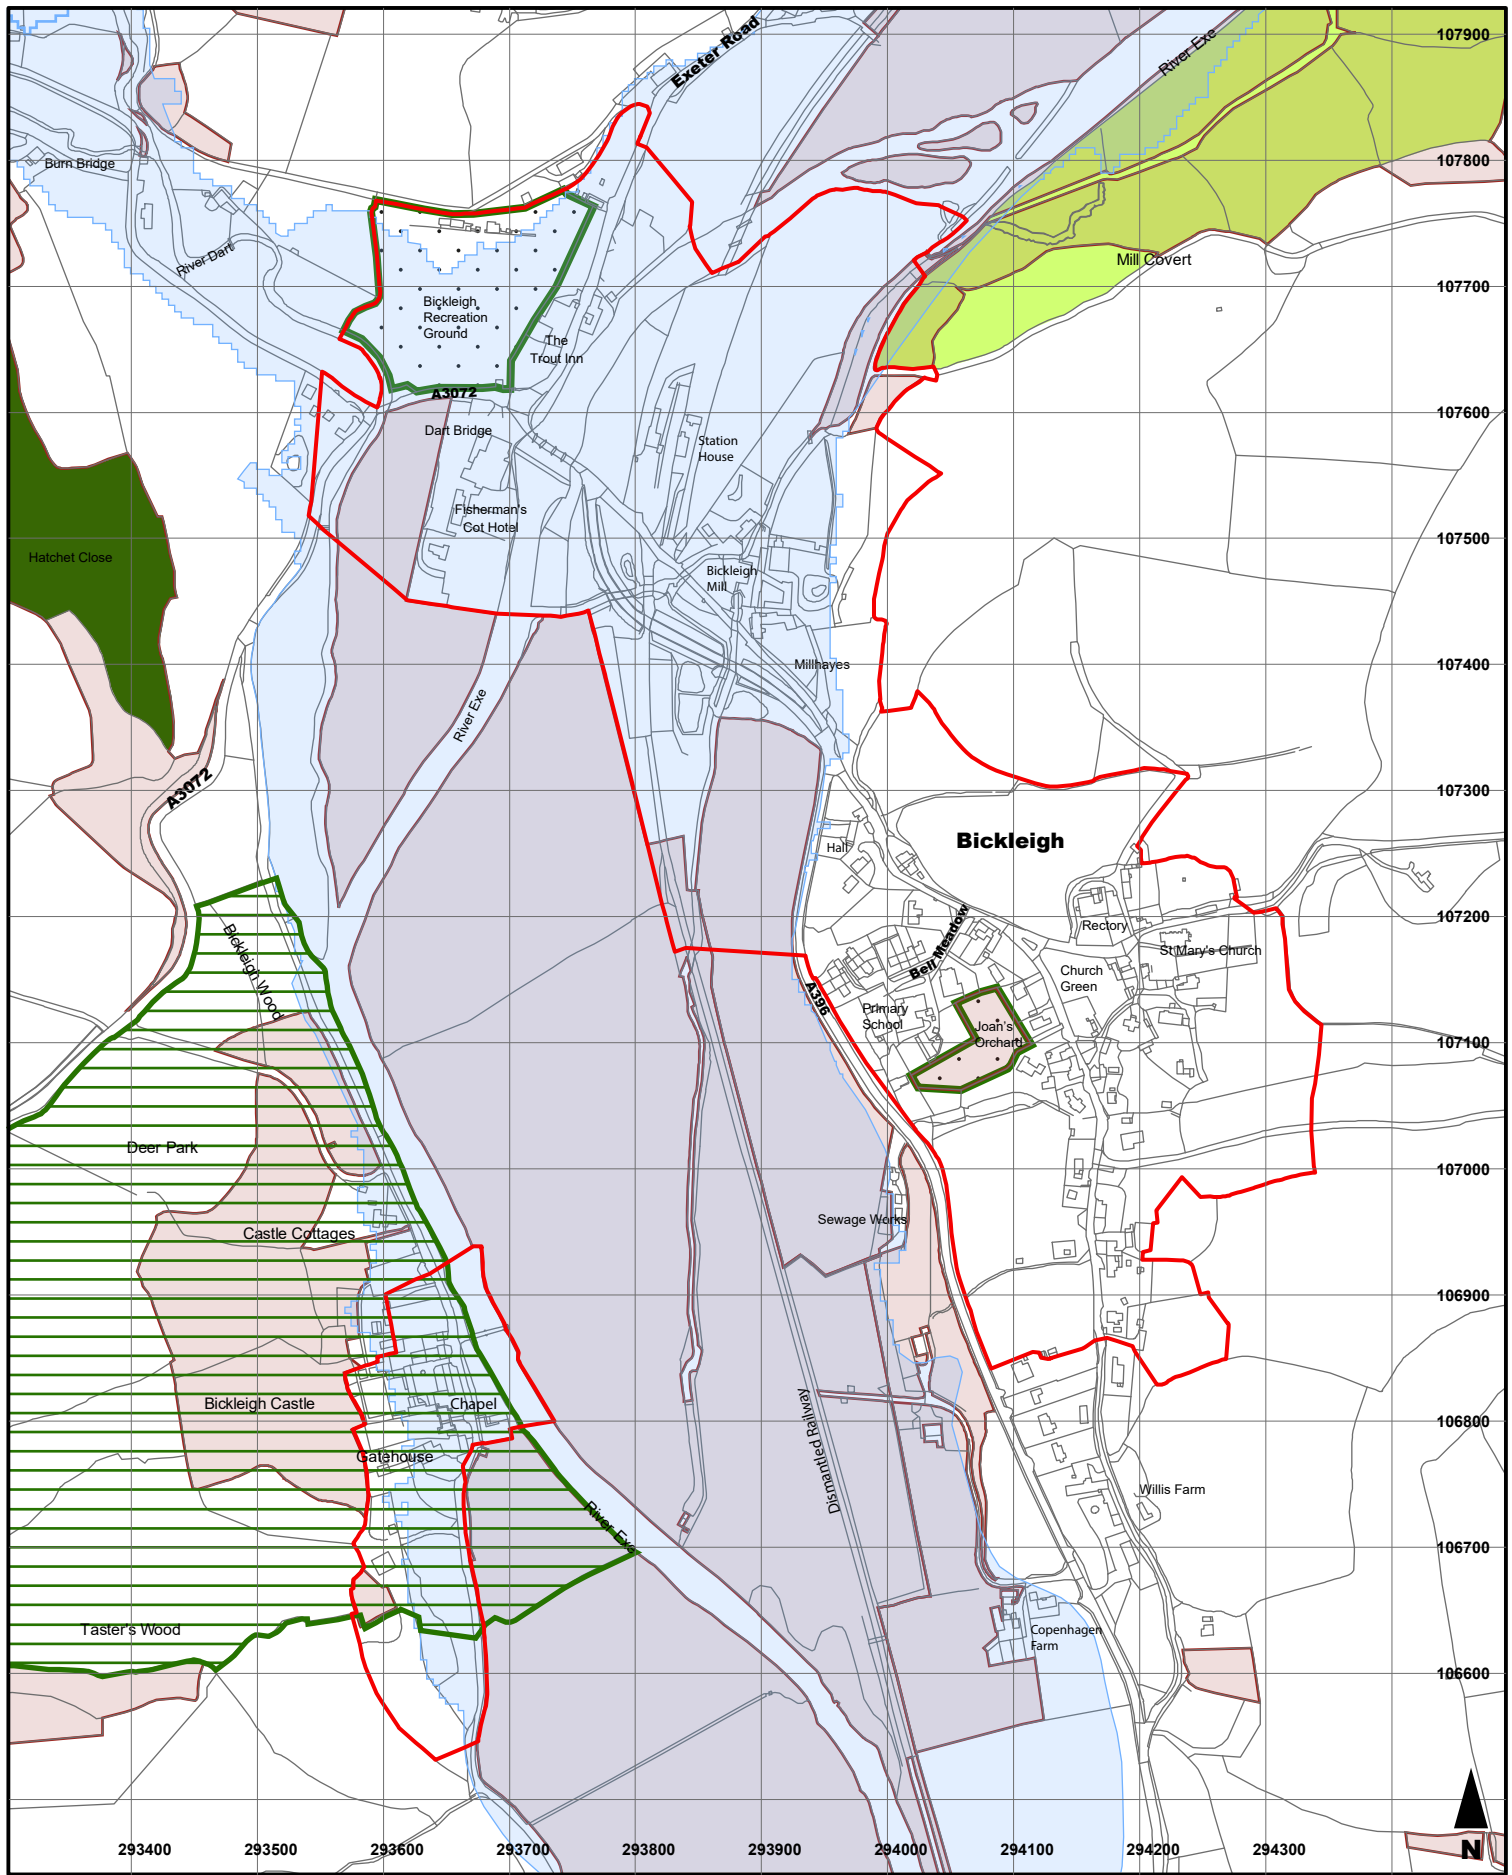 Exeter Road
River Exe
107900
Burn Bridge
107800
River Dart
Mill Covert
107700
Bickleigh
Recreation
Ground
The
Trout Inn
A3072
107600
Dart Bridge
Station
House
Fisherman's
Cot Hotel
107500
Hatchet Close
Bickleigh
Mill
Millhayes
107400
River Exe
A3072
107300
Bickleigh
Hall
107200
Bickleigh Wood
Bell Meadow
Rectory
St Mary's Church
Church
Green
A396
Primary
School
Joan's
Orchard
107100
Deer Park
107000
Castle Cottages
Sewage Works
106900
Bickleigh Castle
Chapel
Dismantled Railway
106800
Gatehouse
Willis Farm
River Exe
106700
Taster's Wood
Copenhagen
Farm
106600
293400
293500
293600
293700
293800
293900
294000
294100
294200
294300
N